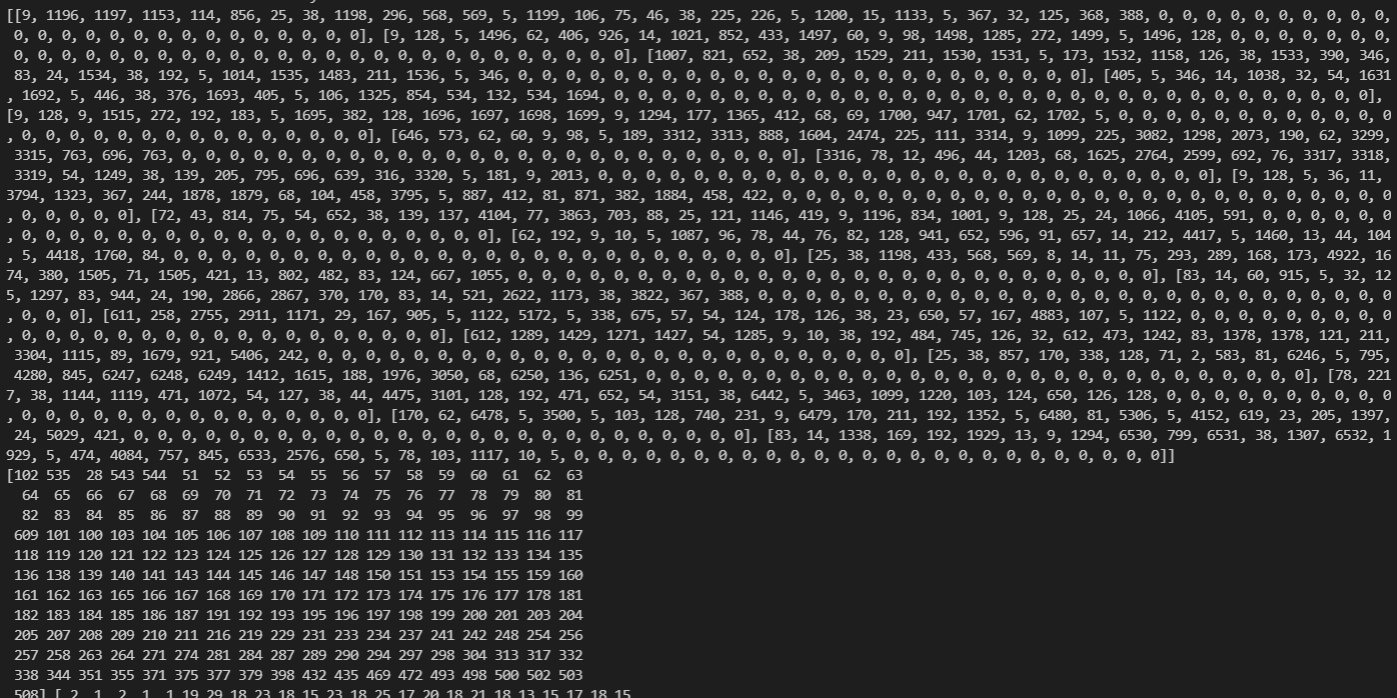 [[9, 1196, 1197, 1153, 114, 856, 25, 38, 1198, 296, 568, 569, 5, 1199, 106, 75, 46, 38, 225, 226, 5, 1200, 15, 1133, 5, 367, 32, 125, 368, 388, 0, 0, 0, 0, 0, 0, 0, 0, 0, 0,
0, 0, 0, 0, 0, 0, 0, 0, 0, 0, 0, 0, 0, 0, 0], [9, 128, 5, 1496, 62, 406, 926, 14, 1021, 852, 433, 1497, 60, 9, 98, 1498, 1285, 272, 1499, 5, 1496, 128, 0, 0, 0, 0, 0, 0, 0, 0,
0, 0, 0, 0, 0, 0, 0, 0, 0, 0, 0, 0, 0, 0, 0, 0, 0, 0, 0, 0, 0, 0, 0, 0, 0, 0], [1007, 821, 652, 38, 209, 1529, 211, 1530, 1531, 5, 173, 1532, 1158, 126, 38, 1533, 390, 346,
83, 24, 1534, 38, 192, 5, 1014, 1535, 1483, 211, 1536, 5, 346, 0, 0, 0, 0, 0, 0, 0, 0, 0, 0, 0, 0, 0, 0, 0, 0, 0, 0, 0, 0, 0, 0, 0, 0], [405, 5, 346, 14, 1038, 32, 54, 1631
, 1692, 5, 446, 38, 376, 1693, 405, 5, 106, 1325, 854, 534, 132, 534, 1694, 0, 0, 0, 0, 0, 0, 0, 0, 0, 0, 0, 0, 0, 0, 0, 0, 0, 0, 0, 0, 0, 0, 0, 0, 0, 0, 0, 0, 0, 0, 0, 0],
[9, 128, 9, 1515, 272, 192, 183, 5, 1695, 382, 128, 1696, 1697, 1698, 1699, 9, 1294, 177, 1365, 412, 68, 69, 1700, 947, 1701, 62, 1702, 5, 0, 0, 0, 0, 0, 0, 0, 0, 0, 0, 0
, 0, 0, 0, 0, 0, 0, 0, 0, 0, 0, 0, 0, 0, 0, 0], [646, 573, 62, 60, 9, 98, 5, 189, 3312, 3313, 888, 1604, 2474, 225, 111, 3314, 9, 1099, 225, 3082, 1298, 2073, 190, 62, 3299,
3315, 763, 696, 763, 0, 0, 0, 0, 0, 0, 0, 0, 0, 0, 0, 0, 0, 0, 0, 0, 0, 0, 0, 0, 0, 0, 0, 0, 0, 0], [3316, 78, 12, 496, 44, 1203, 68, 1625, 2764, 2599, 692, 76, 3317, 3318,
3319, 54, 1249, 38, 139, 205, 795, 696, 639, 316, 3320, 5, 181, 9, 2013, 0, 0, 0, 0, 0, 0, 0, 0, 0, 0, 0, 0, 0, 0, 0, 0, 0, 0, 0, 0, 0, 0, 0, 0, 0], [9, 128, 5, 36, 11,
3794, 1323, 367, 244, 1878, 1879, 68, 104, 458, 3795, 5, 887, 412, 81, 871, 382, 1884, 458, 422, 0, 0, 0, 0, 0, 0, 0, 0, 0, 0, 0, 0, 0, 0, 0, 0, 0, 0, 0, 0, 0, 0, 0, 0, 0, 0
, 0, 0, 0, 0, 0], [72, 43, 814, 75, 54, 652, 38, 139, 137, 4104, 77, 3863, 703, 88, 25, 121, 1146, 419, 9, 1196, 834, 1001, 9, 128, 25, 24, 1066, 4105, 591, 0, 0, 0, 0, 0, 0
, 0, 0, 0, 0, 0, 0, 0, 0, 0, 0, 0, 0, 0, 0, 0, 0, 0, 0, 0, 0], [62, 192, 9, 10, 5, 1087, 96, 78, 44, 76, 82, 128, 941, 652, 596, 91, 657, 14, 212, 4417, 5, 1460, 13, 44, 104
, 5, 4418, 1760, 84, 0, 0, 0, 0, 0, 0, 0, 0, 0, 0, 0, 0, 0, 0, 0, 0, 0, 0, 0, 0, 0, 0, 0, 0, 0, 0], [25, 38, 1198, 433, 568, 569, 8, 14, 11, 75, 293, 289, 168, 173, 4922, 16
74, 380, 1505, 71, 1505, 421, 13, 802, 482, 83, 124, 667, 1055, 0, 0, 0, 0, 0, 0, 0, 0, 0, 0, 0, 0, 0, 0, 0, 0, 0, 0, 0, 0, 0, 0, 0, 0, 0, 0, 0], [83, 14, 60, 915, 5, 32, 12
5, 1297, 83, 944, 24, 190, 2866, 2867, 370, 170, 83, 14, 521, 2622, 1173, 38, 3822, 367, 388, 0, 0, 0, 0, 0, 0, 0, 0, 0, 0, 0, 0, 0, 0, 0, 0, 0, 0, 0, 0, 0, 0, 0, 0, 0, 0, 0
, 0, 0, 0], [611, 258, 2755, 2911, 1171, 29, 167, 905, 5, 1122, 5172, 5, 338, 675, 57, 54, 124, 178, 126, 38, 23, 650, 57, 167, 4883, 107, 5, 1122, 0, 0, 0, 0, 0, 0, 0, 0,
0, 0, 0, 0, 0, 0, 0, 0, 0, 0, 0, 0, 0, 0, 0, 0, 0, 0], [612, 1289, 1429, 1271, 1427, 54, 1285, 9, 10, 38, 192, 484, 745, 126, 32, 612, 473, 1242, 83, 1378, 1378, 121, 211,
3304, 1115, 89, 1679, 921, 5406, 242, 0, 0, 0, 0, 0, 0, 0, 0, 0, 0, 0, 0, 0, 0, 0, 0, 0, 0, 0, 0, 0, 0, 0, 0, 0], [25, 38, 857, 170, 338, 128, 71, 2, 583, 81, 6246, 5, 795,
4280, 845, 6247, 6248, 6249, 1412, 1615, 188, 1976, 3050, 68, 6250, 136, 6251, 0, 0, 0, 0, 0, 0, 0, 0, 0, 0, 0, 0, 0, 0, 0, 0, 0, 0, 0, 0, 0, 0, 0, 0, 0, 0, 0, 0], [78, 221
7, 38, 1144, 1119, 471, 1072, 54, 127, 38, 44, 4475, 3101, 128, 192, 471, 652, 54, 3151, 38, 6442, 5, 3463, 1099, 1220, 103, 124, 650, 126, 128, 0, 0, 0, 0, 0, 0, 0, 0, 0
, 0, 0, 0, 0, 0, 0, 0, 0, 0, 0, 0, 0, 0, 0, 0], [170, 62, 6478, 5, 3500, 5, 103, 128, 740, 231, 9, 6479, 170, 211, 192, 1352, 5, 6480, 81, 5306, 5, 4152, 619, 23, 205, 1397,
24, 5029, 421, 0, 0, 0, 0, 0, 0, 0, 0, 0, 0, 0, 0, 0, 0, 0, 0, 0, 0, 0, 0, 0, 0, 0, 0, 0, 0], [83, 14, 1338, 169, 192, 1929, 13, 9, 1294, 6530, 799, 6531, 38, 1307, 6532, 1
929, 5, 474, 4084, 757, 845, 6533, 2576, 650, 5, 78, 103, 1117, 10, 5, 0, 0, 0, 0, 0, 0, 0, 0, 0, 0, 0, 0, 0, 0, 0, 0, 0, 0, 0, 0, 0, 0, 0, 0, 0]]
[102 535 28 543 544 51 52 53 54 55 56 57 58 59 60 61 62 63
64 65 66 67 68 69 70 71 72 73 74 75 76 77 78 79 80 81
82 83 84 85 86 87 88 89 90 91 92 93 94 95 96 97 98 99
609 101 100 103 104 105 106 107 108 109 110 111 112 113 114 115 116 117
118 119 120 121 122 123 124 125 126 127 128 129 130 131 132 133 134 135
136 138 139 140 141 143 144 145 146 147 148 150 151 153 154 155 159 160
161 162 163 165 166 167 168 169 170 171 172 173 174 175 176 177 178 181
182 183 184 185 186 187 191 192 193 195 196 197 198 199 200 201 203 204
205 207 208 209 210 211 216 219 229 231 233 234 237 241 242 248 254 256
257 258 263 264 271 274 281 284 287 289 290 294 297 298 304 313 317 332
338 344 351 355 371 375 377 379 398 432 435 469 472 493 498 500 502 503
508] [ 2 1 2 1 1 19 29 18 23 18 15 23 18 25 17 20 18 21 18 13 15 17 18 15